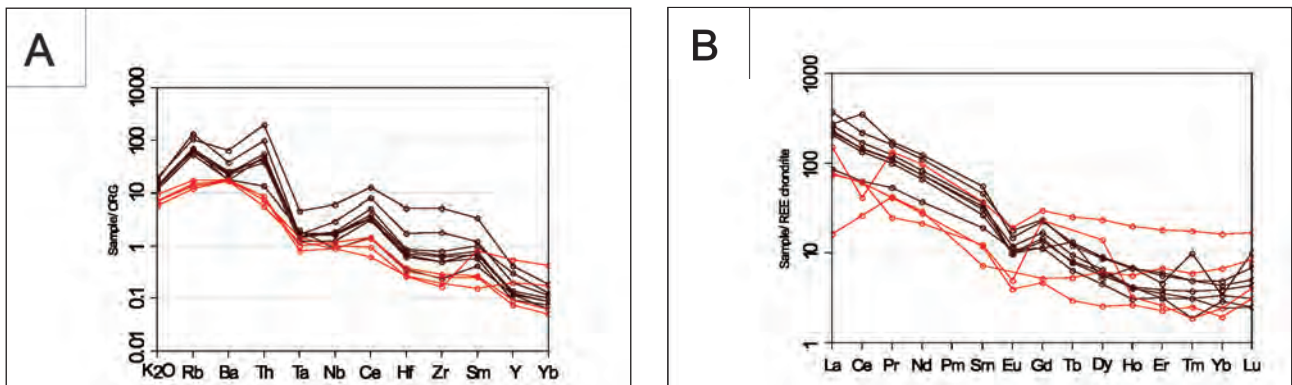 A
1000
100
10
1
0.1
0.01
Sample/ORG
K2O Rb Ba Th Ta Nb Ce Hf Zr Sm Y Yb
B
1000
100
10
1
Sample/REE chondrite
La Ce Pr Nd Pm Sm Eu Gd Tb Dy Ho Er Tm Yb Lu